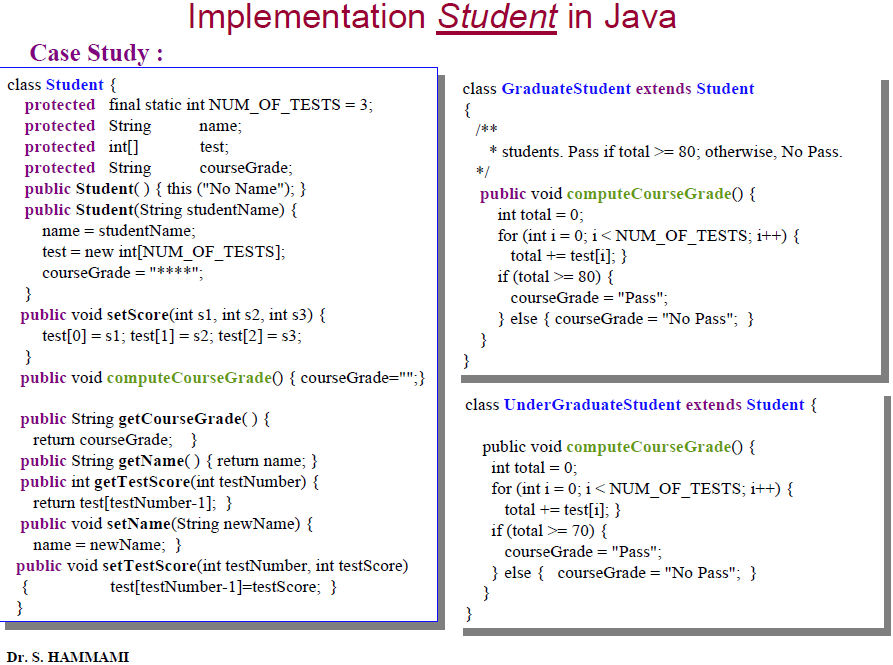 Implementation Student in Java
Case Study :
class Student {
protected final static int NUM_OF_TESTS = 3;
protected String name;
protected int[] test;
protected String courseGrade;
public Student( ) { this ("No Name"); }
public Student(String studentName) {
name = studentName;
test = new int[NUM_OF_TESTS];
courseGrade = "****";
}
public void setScore(int s1, int s2, int s3) {
test[0] = s1; test[1] = s2; test[2] = s3;
}
public void computeCourseGrade() { courseGrade="";}
public String getCourseGrade( ) {
return courseGrade; }
public String getName( ) { return name; }
public int getTestScore(int testNumber) {
return test[testNumber-1]; }
public void setName(String newName) {
name = newName; }
public void setTestScore(int testNumber, int testScore)
{ test[testNumber-1]=testScore; }
}
class GraduateStudent extends Student
{
/**
* students. Pass if total >= 80; otherwise, No Pass.
*/
public void computeCourseGrade() {
int total = 0;
for (int i = 0; i < NUM_OF_TESTS; i++) {
total += test[i]; }
if (total >= 80) {
courseGrade = "Pass";
} else { courseGrade = "No Pass"; }
}
}
class UnderGraduateStudent extends Student {
public void computeCourseGrade() {
int total = 0;
for (int i = 0; i < NUM_OF_TESTS; i++) {
total += test[i]; }
if (total >= 70) {
courseGrade = "Pass";
} else { courseGrade = "No Pass"; }
}
}
Dr. S. HAMMAMI